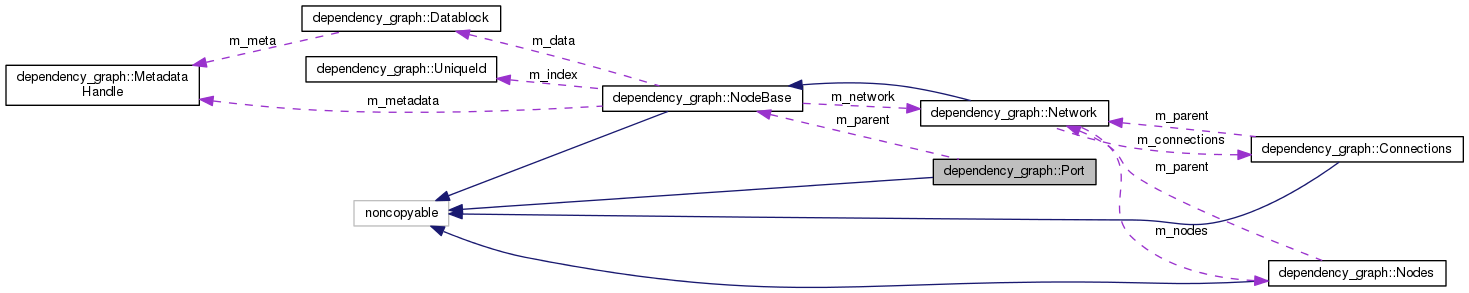 dependency_graph::Datablock
m_meta
m_data
dependency_graph::UniqueId
dependency_graph::Metadata
Handle
m_index
m_metadata
dependency_graph::NodeBase
m_network
m_parent
dependency_graph::Network
m_parent
m_connections
dependency_graph::Connections
m_parent
dependency_graph::Port
noncopyable
m_nodes
dependency_graph::Nodes